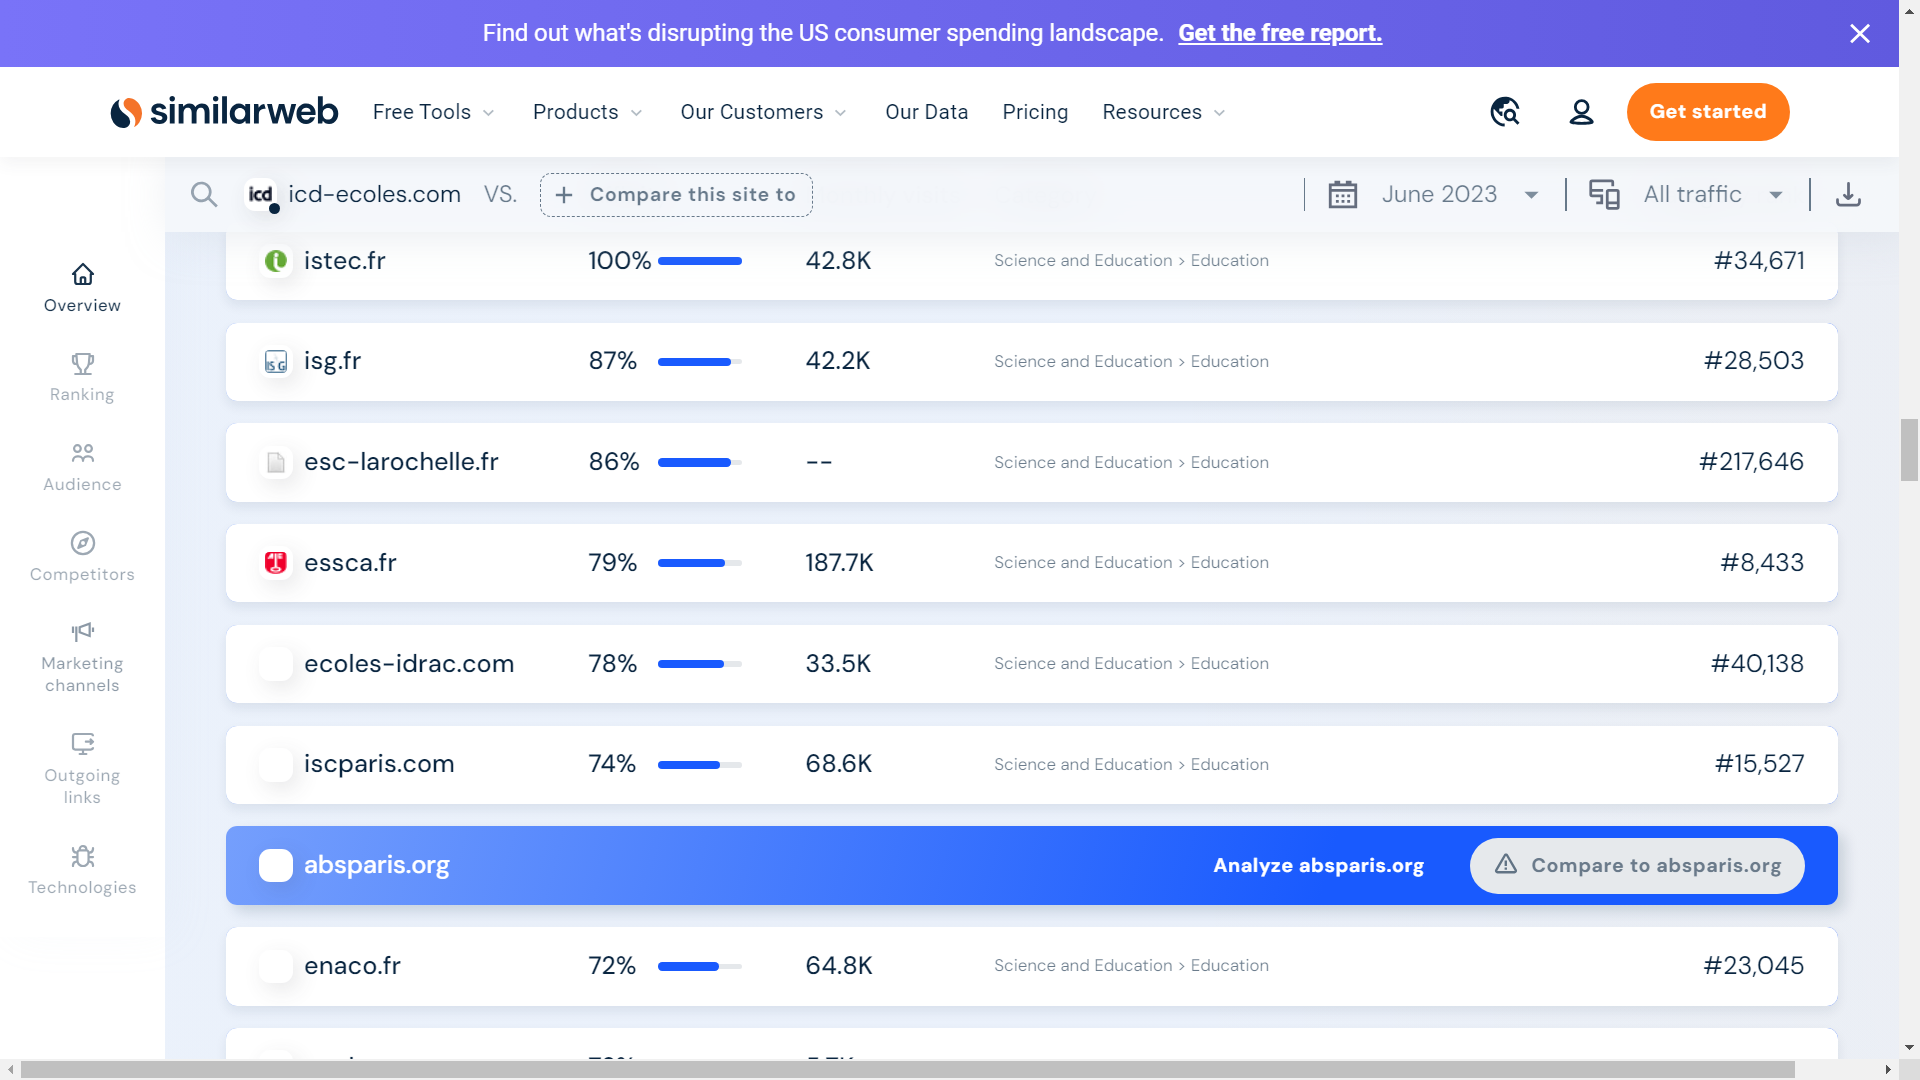 Find out what's disrupting the US consumer spending landscape. Get the free report.
similarweb Free Tools Products Our Customers Our Data Pricing Resources Get started
icd icd-ecoles.com VS. + Compare this site to June 2023 All traffic
istec.fr 100% 42.8K Science and Education > Education #34,671
Overview
isg.fr 87% 42.2K Science and Education > Education #28,503
Ranking
esc-larochelle.fr 86% -- Science and Education > Education #217,646
Audience
essca.fr 79% 187.7K Science and Education > Education #8,433
Competitors
ecoles-idrac.com 78% 33.5K Science and Education > Education #40,138
Marketing
channels
iscparis.com 74% 68.6K Science and Education > Education #15,527
Outgoing
links
absparis.org Analyze absparis.org Compare to absparis.org
Technologies
enaco.fr 72% 64.8K Science and Education > Education #23,045